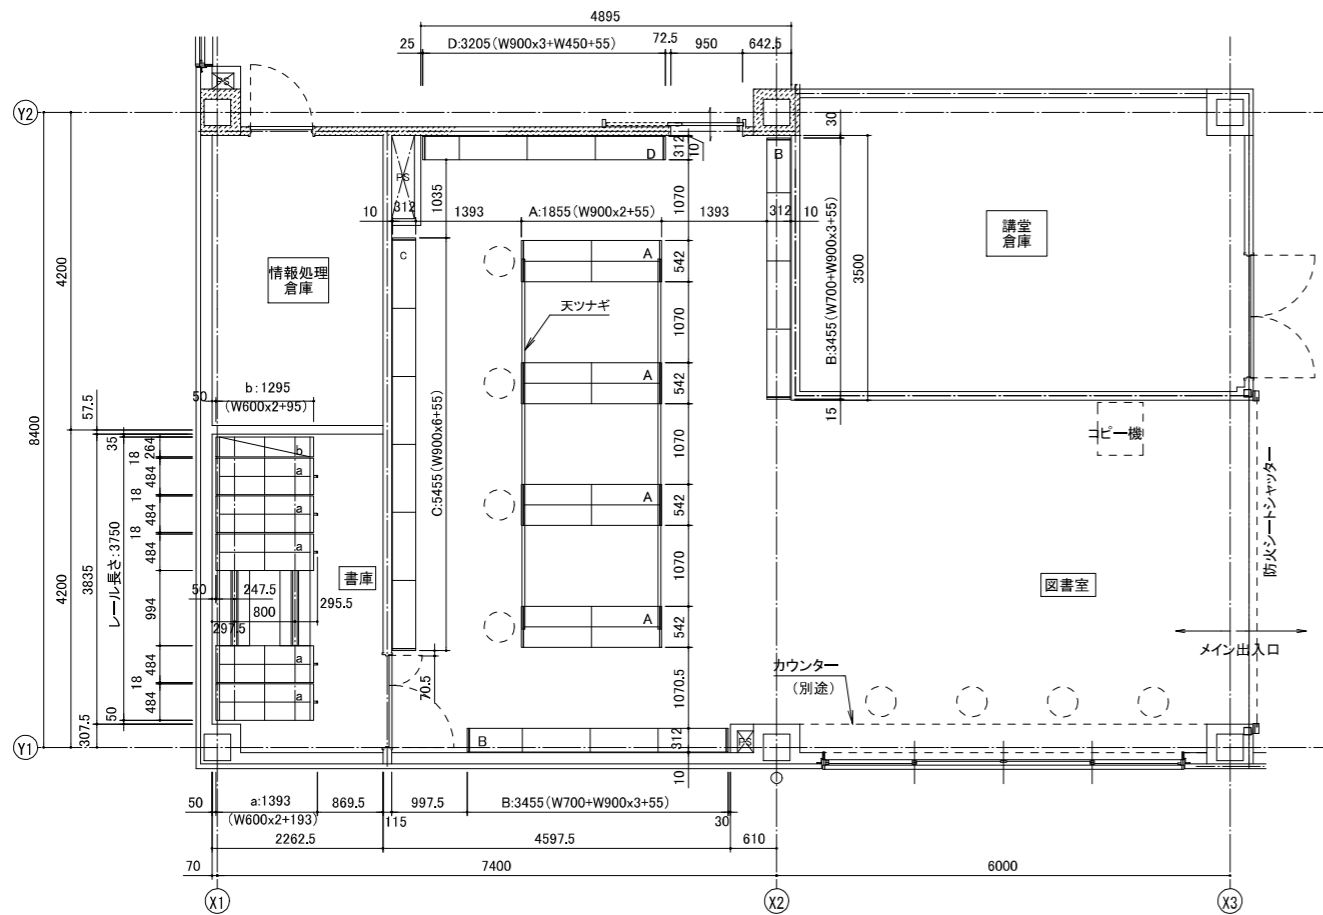 4895
25
D:3205(W900x3+W450+55)
72.5
950
642.5
PS
Y2
30
312
10
D
B
PS
1035
1070
312
10
1393
A:1855(W900x2+55)
1393
312
10
講堂
倉庫
C
A
542
3500
B:3455(W700+W900x3+55)
情報処理
倉庫
4200
天ツナギ
1070
A
542
b:1295
(W600x2+95)
50
57.5
15
8400
コピー機
35
264
18
484
18
484
18
484
b
a
a
a
1070
C:5455(W900x6+55)
A
542
防火シートシャッター
レール長さ:3750
3835
4200
994
書庫
50
247.5
800
295.5
297.5
1070
図書室
A
542
メイン出入口
484
18
484
50
a
a
70.5
カウンター
(別途)
1070.5
307.5
Y1
B
312
PS
10
50
a:1393
(W600x2+193)
869.5
997.5
B:3455(W700+W900x3+55)
30
115
2262.5
4597.5
610
70
7400
6000
X1
X2
X3